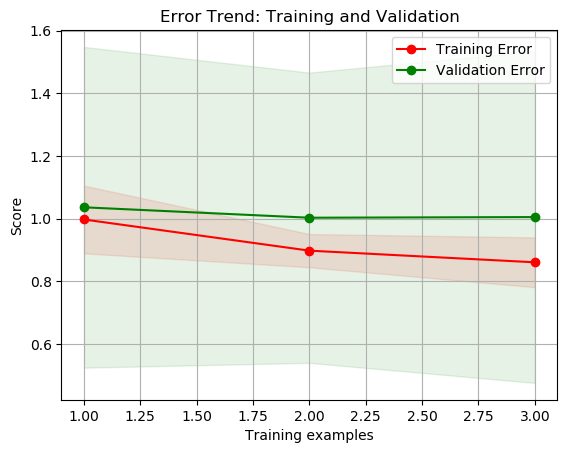 Error Trend: Training and Validation
Training Error
Validation Error
Score
1.6
1.4
1.2
1.0
0.8
0.6
1.00 1.25 1.50 1.75 2.00 2.25 2.50 2.75 3.00
Training examples